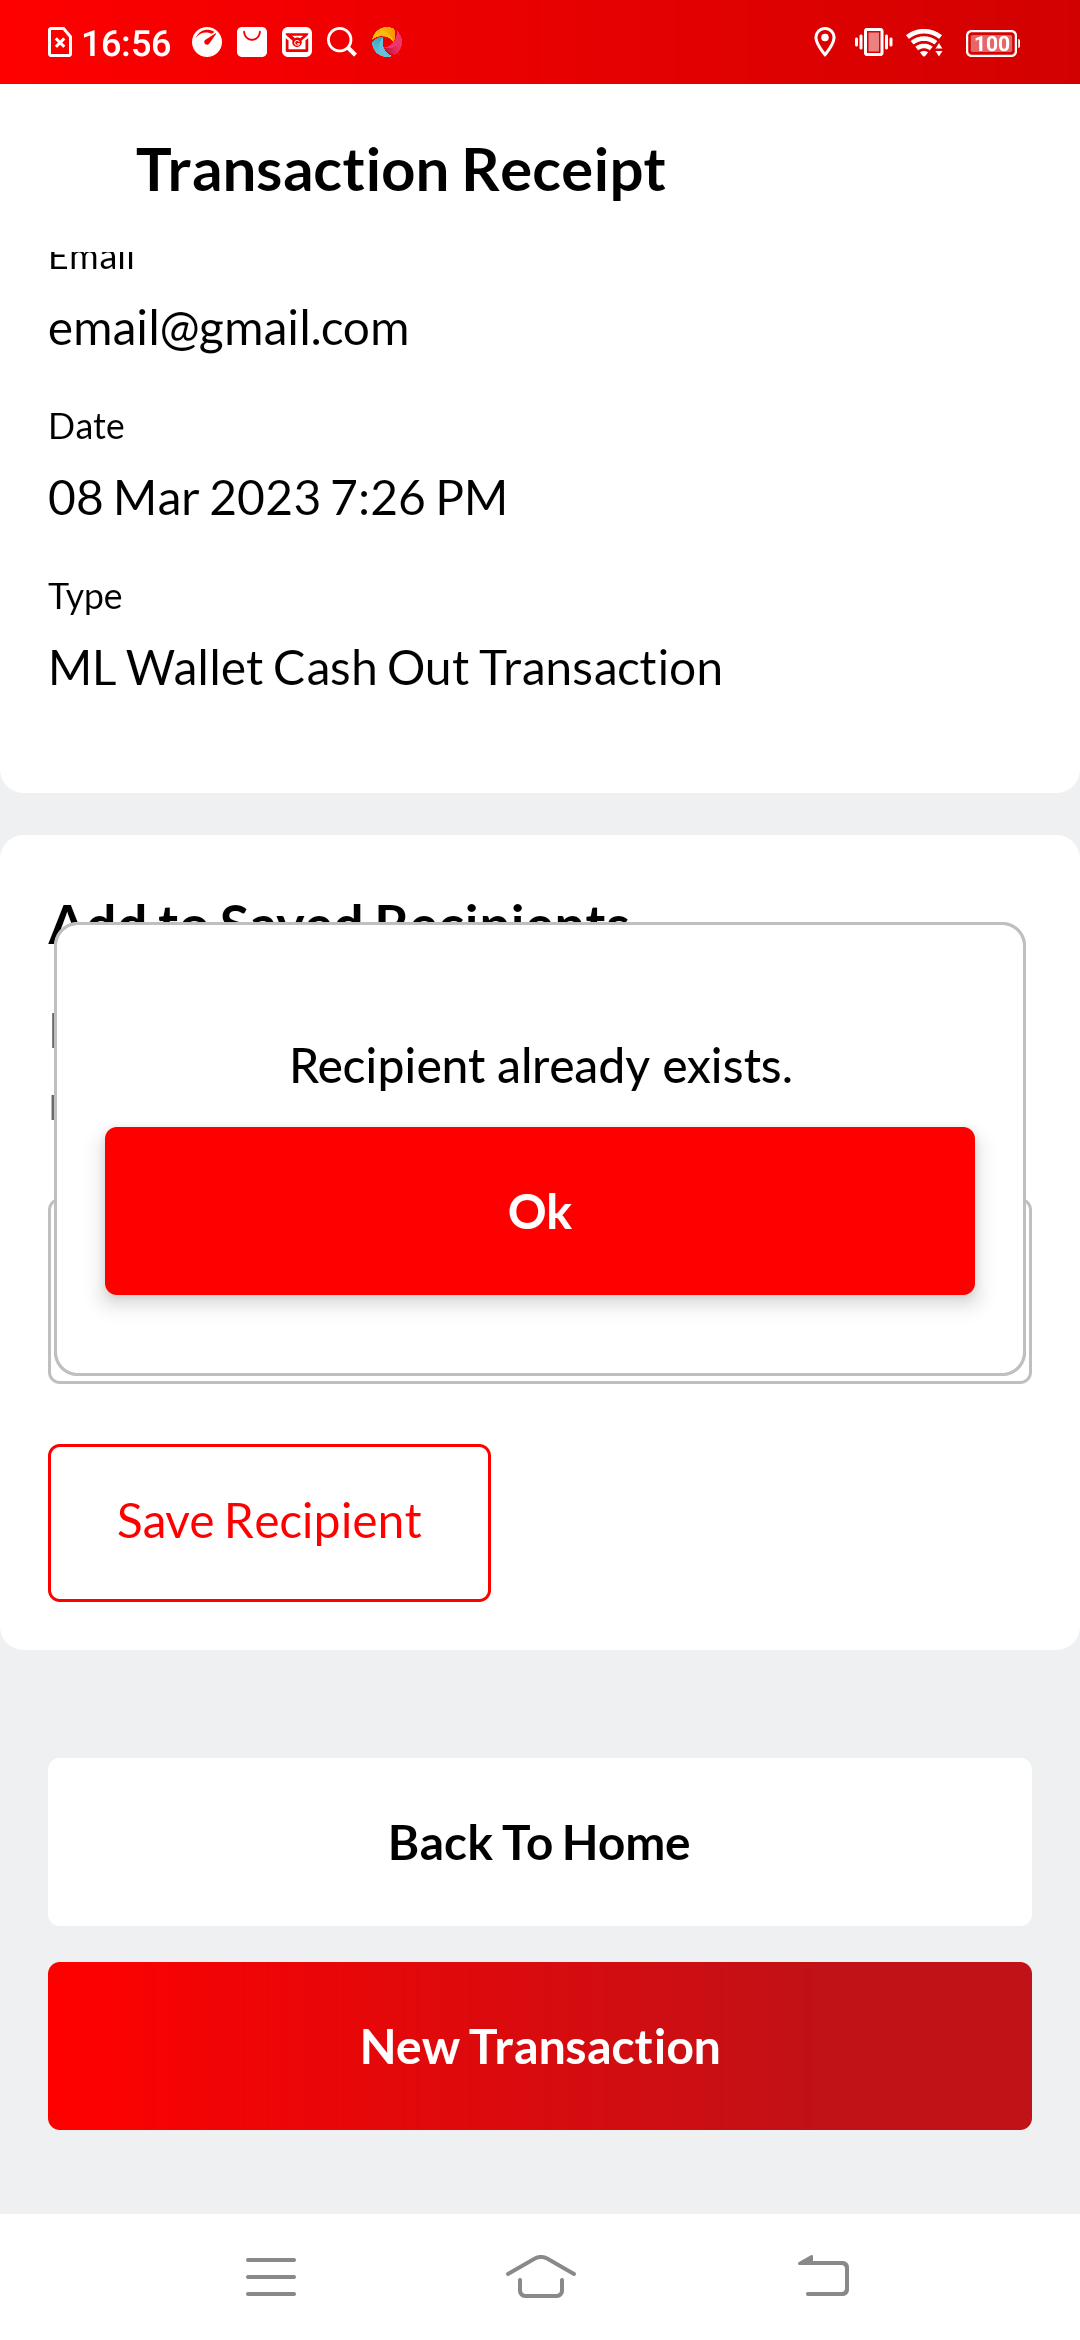 16:56
100
Transaction Receipt
Email
email@gmail.com
Date
08 Mar 2023 7:26 PM
Type
ML Wallet Cash Out Transaction
Add to Saved Recipients
Recipient already exists.
Ok
Save Recipient
Back To Home
New Transaction